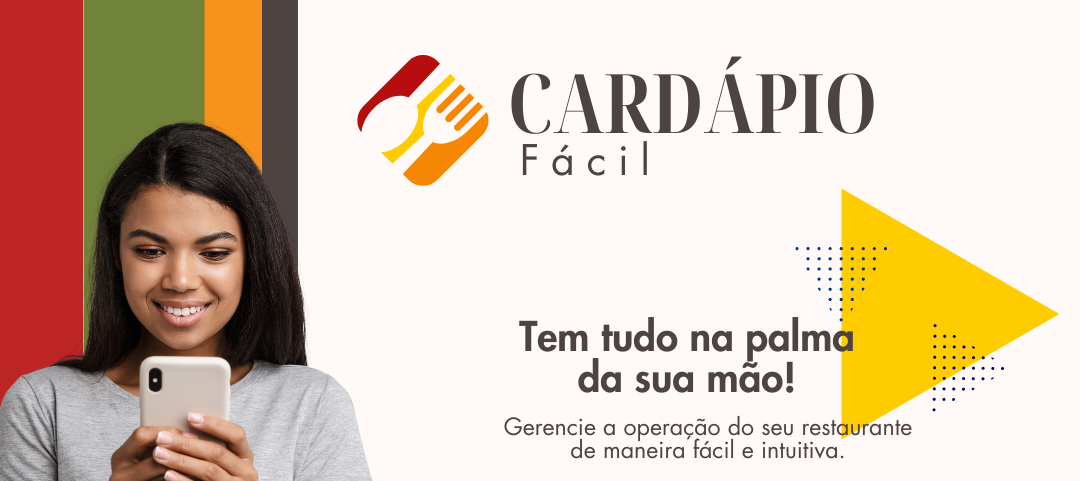 CARDÁPIO
Fácil
Tem tudo na palma
da sua mão!
Gerencie a operação do seu restaurante
de maneira fácil e intuitiva.